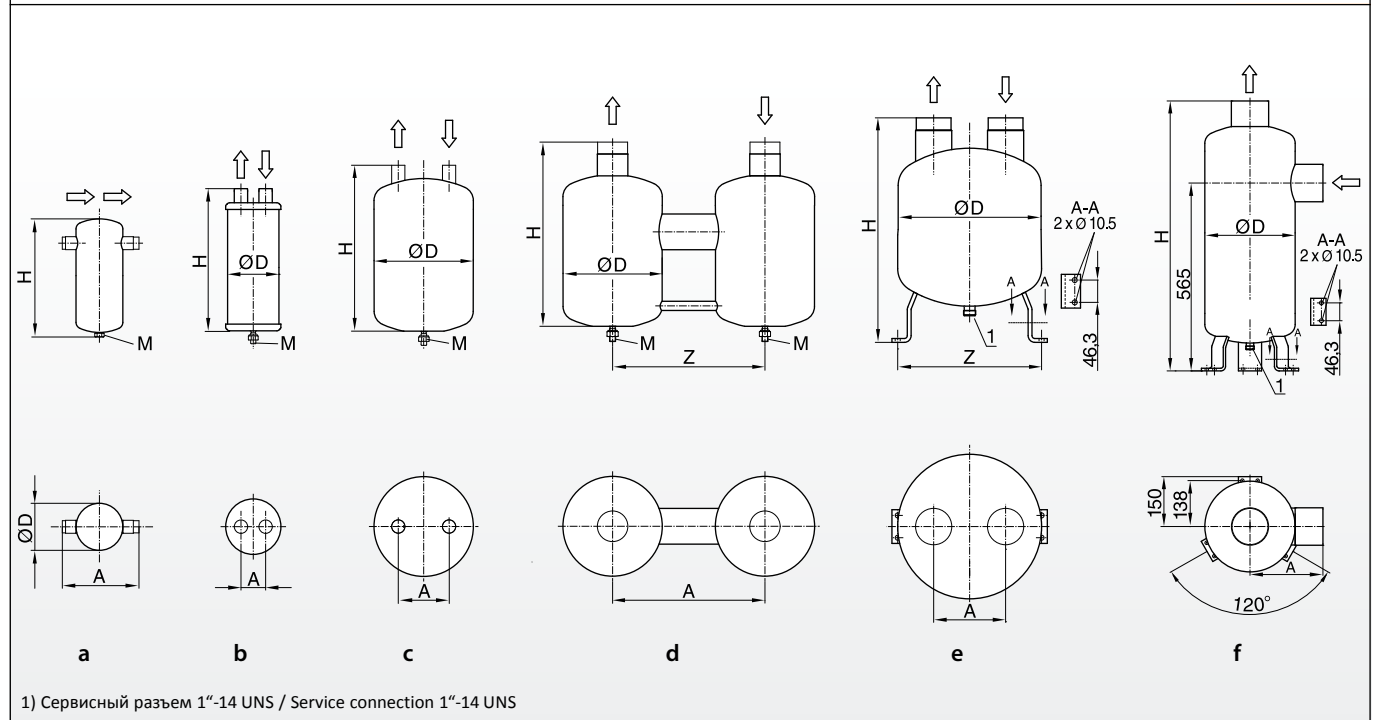 H
M
a
H
ØD
M
b
H
ØD
M
c
H
ØD
M
M
Z
d
H
ØD
A-A
2 x Ø 10.5
A A
46,3
1
Z
e
H
565
ØD
A-A
2 x Ø 10.5
A A
46,3
1
f
ØD
A
A
A
A
A
150
138
A
120°
1) Сервисный разъем 1“-14 UNS / Service connection 1“-14 UNS